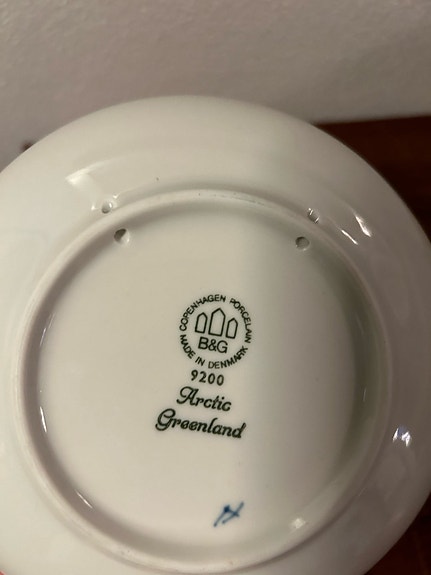 COPENHAGEN PORCELAIN
B&G
MADE IN DENMARK
9200
Arctic
Greenland